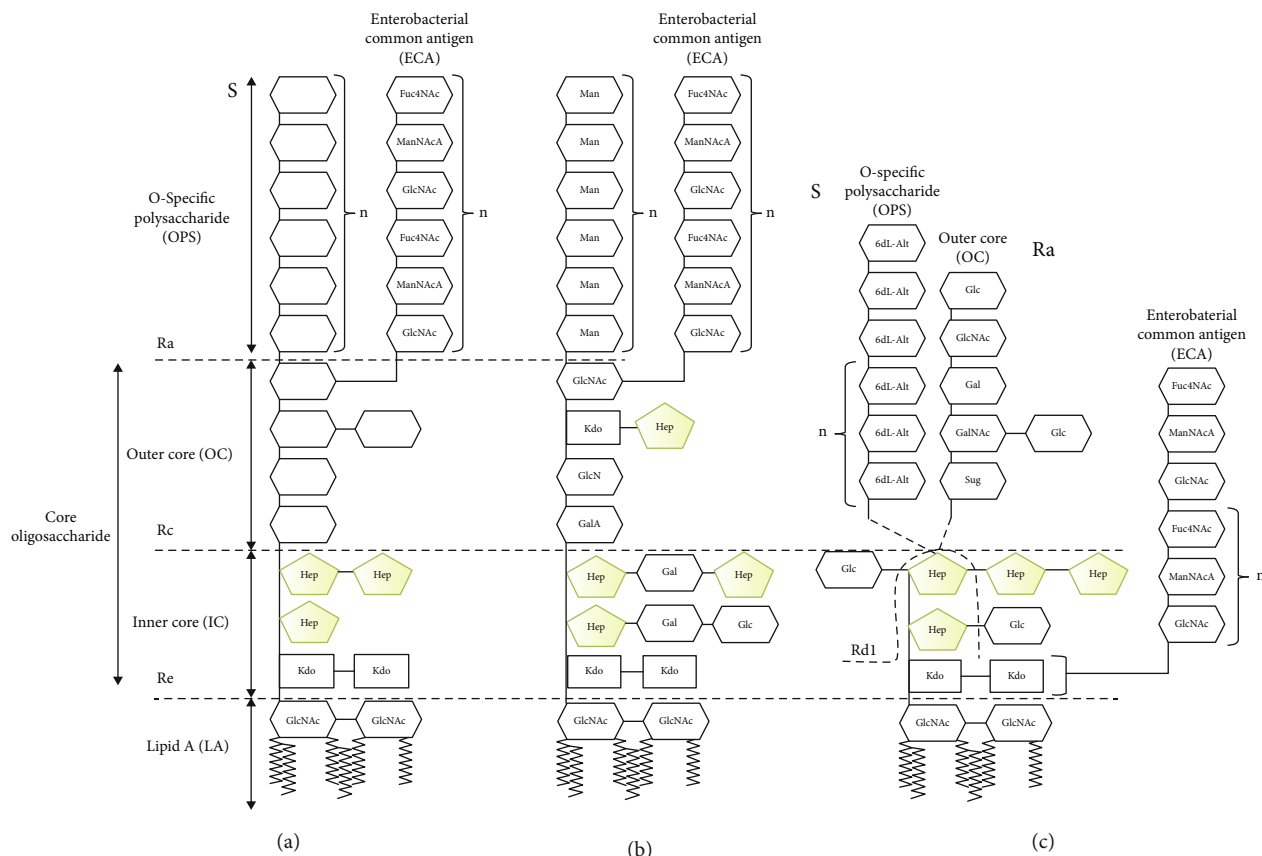 Enterobacterial
common antigen
(ECA)
Enterobacterial
common antigen
(ECA)
S
O-Specific
polysaccharide
(OPS)
n
Fuc4NAc
ManNAcA
GlcNAc
Fuc4NAc
ManNAcA
GlcNAc
n
Man
Man
Man
Man
Man
Man
n
Fuc4NAc
ManNAcA
GlcNAc
Fuc4NAc
ManNAcA
GlcNAc
n
S
O-specific
polysaccharide
(OPS)
6dL-Alt
6dL-Alt
6dL-Alt
6dL-Alt
6dL-Alt
6dL-Alt
n
Outer core
(OC)
Ra
Glc
GlcNAc
Gal
GalNAc
Glc
Sug
Enterobaterial
common antigen
(ECA)
Fuc4NAc
ManNAcA
GlcNAc
Fuc4NAc
ManNAcA
GlcNAc
n
Ra
Core
oligosaccharide
Outer core (OC)
Rc
GlcNAc
Kdo
Hep
GlcN
GalA
Inner core (IC)
Re
Hep
Hep
Hep
Kdo
Kdo
Hep
Gal
Hep
Hep
Gal
Glc
Kdo
Kdo
Glc
Hep
Hep
Hep
Hep
Glc
Rd1
Kdo
Kdo
Lipid A (LA)
GlcNAc
GlcNAc
GlcNAc
GlcNAc
GlcNAc
GlcNAc
(a)
(b)
(c)